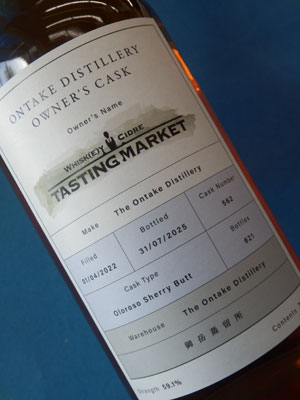 ONTAKE DISTILLERY
OWNER'S CASK
Owner's Name
WHISK(E)Y & CIDRE
TASTING MARKET
Make The Ontake Distillery
Filled Bottled Cask Number
01/04/2022 31/07/2025 562
Cask Type Bottles
Oloroso Sherry Butt 621
Warehouse The Ontake Distillery
御岳蒸留所
Strength 59.1% Contents